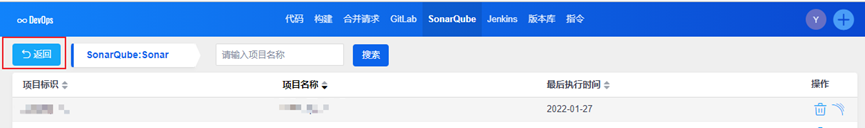 DevOps 代码 构建 合并请求 GitLab SonarQube Jenkins 版本库 指令 Y
返回 SonarQube:Sonar 请输入项目名称 搜索
项目标识 项目名称 最后执行时间 操作
2022-01-27